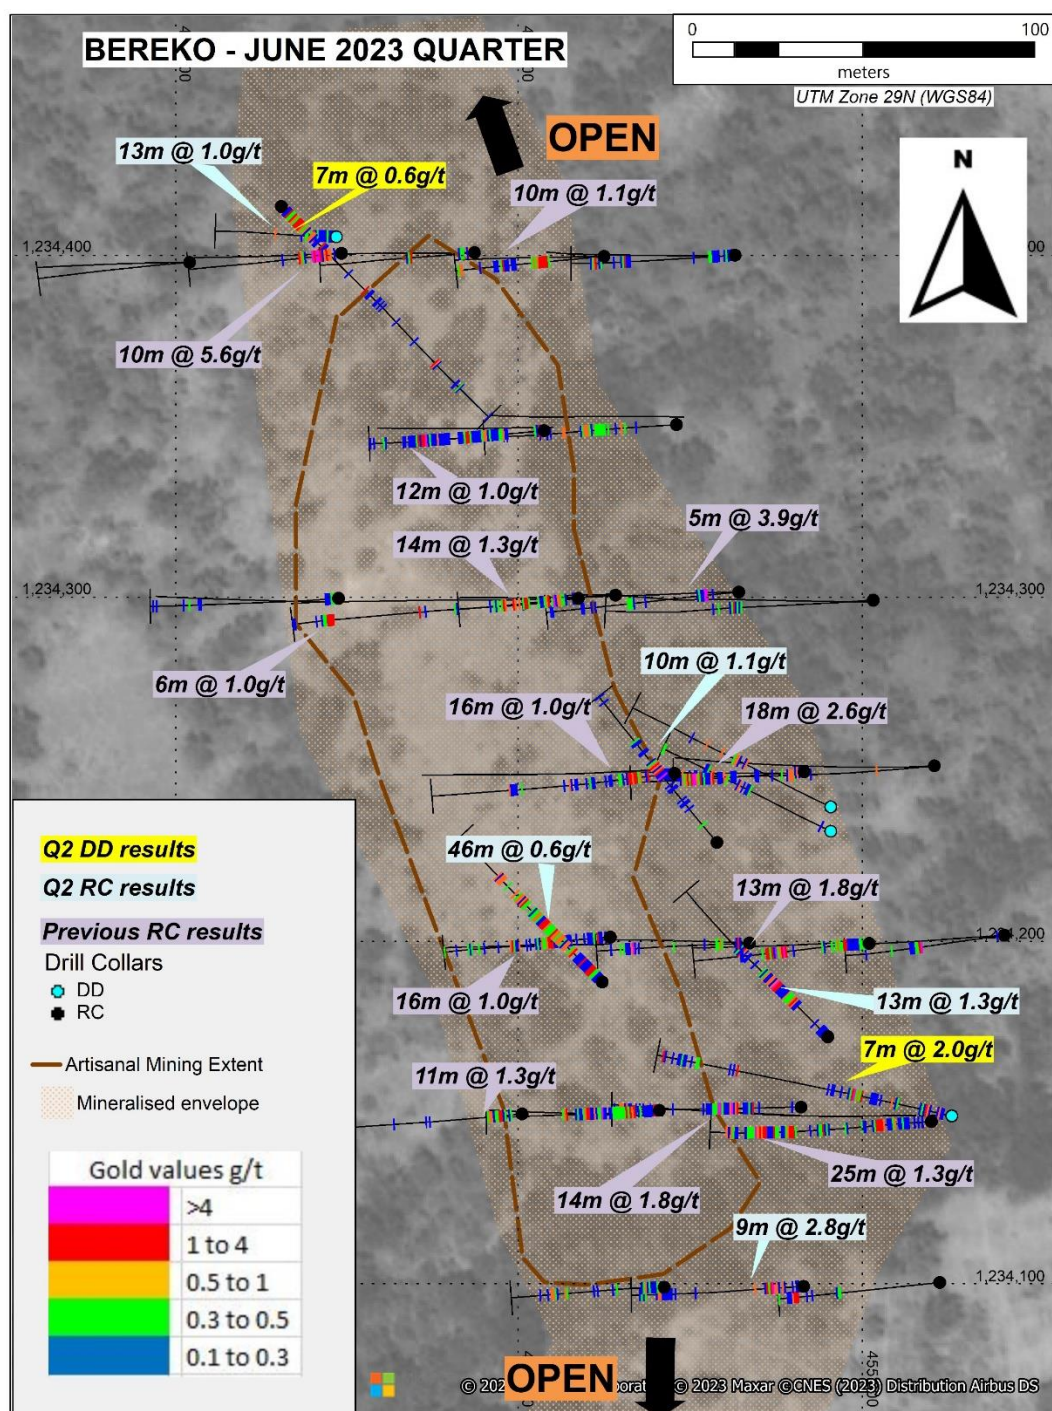 BEREKO - JUNE 2023 QUARTER
0 100
meters
UTM Zone 29N (WGS84)
OPEN
N
13m @ 1.0g/t
7m @ 0.6g/t
10m @ 1.1g/t
1,234,400
10m @ 5.6g/t
12m @ 1.0g/t
5m @ 3.9g/t
14m @ 1.3g/t
1,234,300
1,234,300
6m @ 1.0g/t
10m @ 1.1g/t
16m @ 1.0g/t
18m @ 2.6g/t
46m @ 0.6g/t
13m @ 1.8g/t
1,234,200
16m @ 1.0g/t
13m @ 1.3g/t
7m @ 2.0g/t
11m @ 1.3g/t
25m @ 1.3g/t
14m @ 1.8g/t
9m @ 2.8g/t
1,234,100
Q2 DD results
Q2 RC results
Previous RC results
Drill Collars
DD
RC
Artisanal Mining Extent
Mineralised envelope
Gold values g/t
>4
1 to 4
0.5 to 1
0.3 to 0.5
0.1 to 0.3
OPEN
© 2023 Maxar ©CNES (2023) Distribution Airbus DS